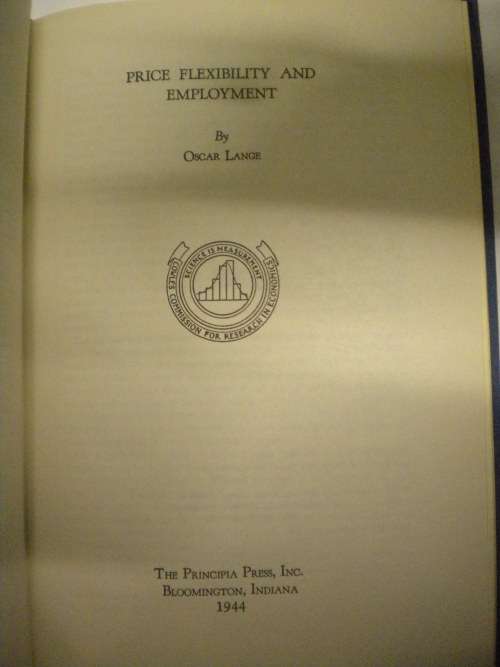 PRICE FLEXIBILITY AND
EMPLOYMENT
By
OSCAR LANGE
SCIENCE IS MEASUREMENT
COWLES COMMISSION FOR RESEARCH IN ECONOMICS
THE PRINCIPIA PRESS, INC.
BLOOMINGTON, INDIANA
1944